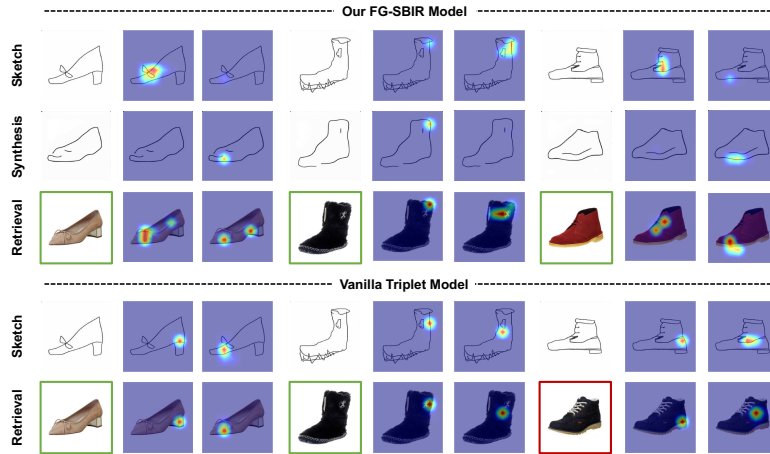 Our FG-SBIR Model
Sketch
Synthesis
Retrieval
Vanilla Triplet Model
Sketch
Retrieval